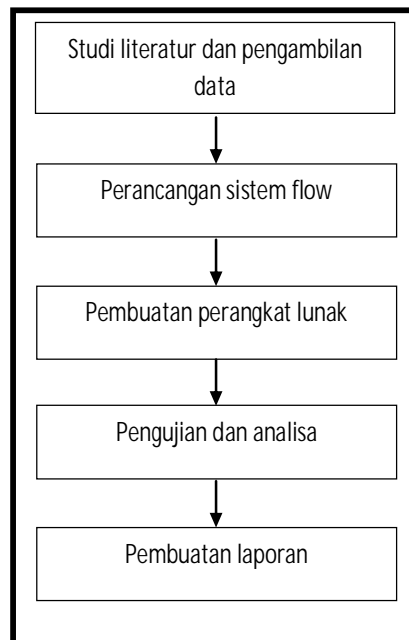 Studi literatur dan pengambilan
data
Perancangan sistem flow
Pembuatan perangkat lunak
Pengujian dan analisa
Pembuatan laporan